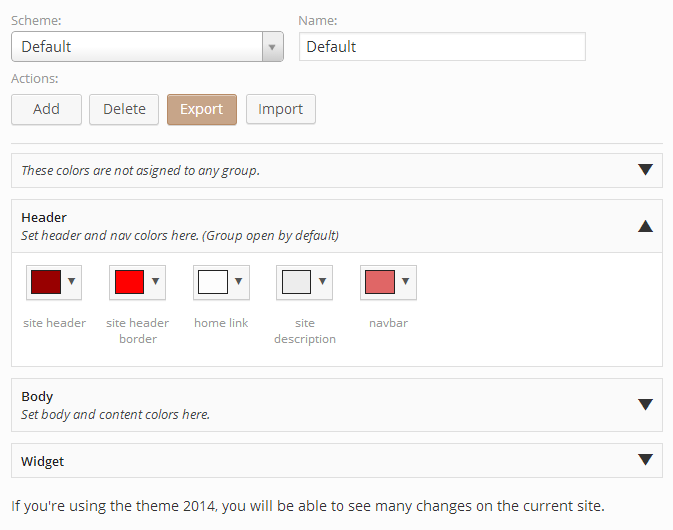 Scheme:
Name:
Default
Default
Actions:
Add
Delete
Export
Import
These colors are not asigned to any group.
Header
Set header and nav colors here. (Group open by default)
site header
site header
border
home link
site
description
navbar
Body
Set body and content colors here.
Widget
If you're using the theme 2014, you will be able to see many changes on the current site.